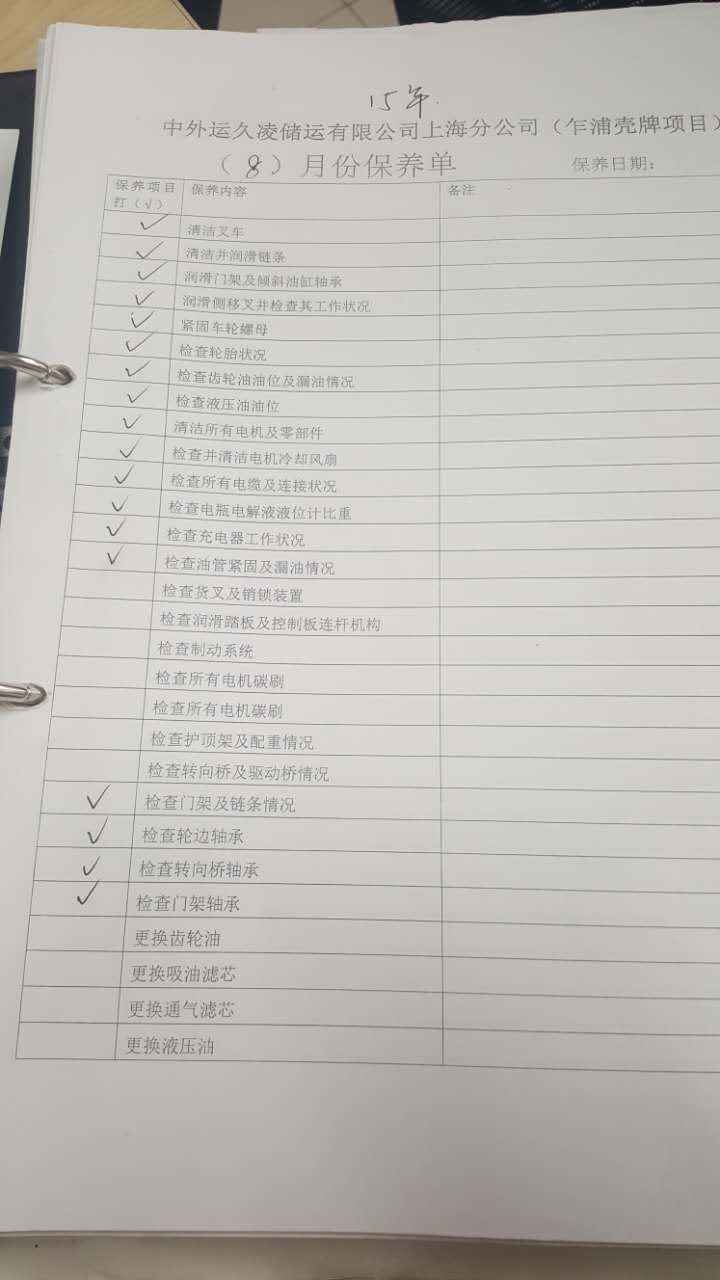 15年.
中外运久凌储运有限公司上海分公司（乍浦壳牌项目）
（8）月份保养单 保养日期：
保养项目 保养内容 备注
打（√）
✓ 清洁叉车
✓ 清洁并润滑链条
✓ 润滑门架及倾斜油缸轴承
✓ 润滑侧移叉并检查其工作状况
✓ 紧固车轮螺母
✓ 检查轮胎状况
✓ 检查齿轮油油位及漏油情况
✓ 检查液压油油位
✓ 清洁所有电机及零部件
✓ 检查并清洁电机冷却风扇
✓ 检查所有电缆及连接状况
✓ 检查电瓶电解液液位计比重
✓ 检查充电器工作状况
✓ 检查油管紧固及漏油情况
检查货叉及销锁装置
检查润滑踏板及控制板连杆机构
检查制动系统
检查所有电机碳刷
检查所有电机碳刷
检查护顶架及配重情况
检查转向桥及驱动桥情况
✓ 检查门架及链条情况
✓ 检查轮边轴承
✓ 检查转向桥轴承
✓ 检查门架轴承
更换齿轮油
更换吸油滤芯
更换通气滤芯
更换液压油